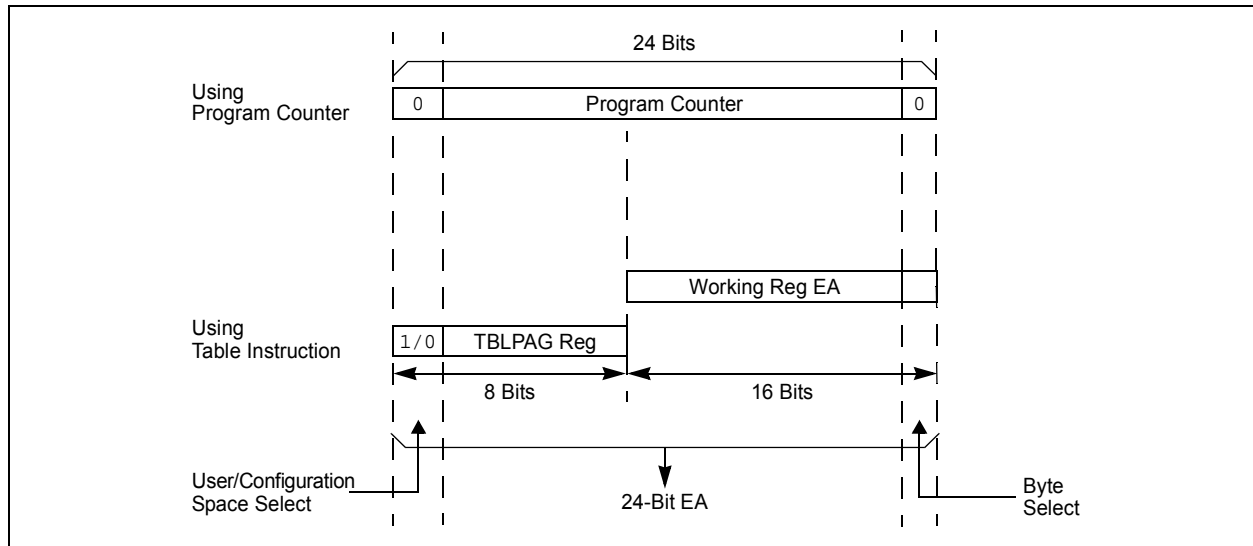 24 Bits
Using
Program Counter
0
Program Counter
0
Working Reg EA
Using
Table Instruction
1/0
TBLPAG Reg
8 Bits
16 Bits
User/Configuration
Space Select
24-Bit EA
Byte
Select